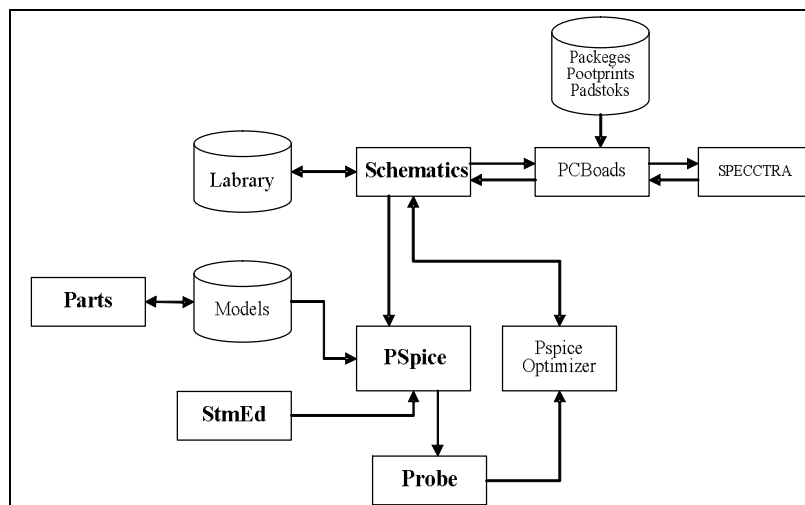 Packeges
Pootprints
Padstoks
Labrary
Schematics
PCBoads
SPECCTRA
Parts
Models
PSpice
Pspice
Optimizer
StmEd
Probe